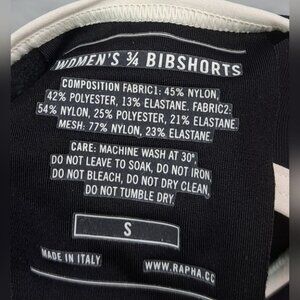 WOMEN'S ¾ BIBSHORTS
COMPOSITION FABRIC1: 45% NYLON,
42% POLYESTER, 13% ELASTANE. FABRIC2:
54% NYLON, 25% POLYESTER, 21% ELASTANE.
MESH: 77% NYLON, 23% ELASTANE.
CARE: MACHINE WASH AT 30°.
DO NOT LEAVE TO SOAK, DO NOT IRON,
DO NOT BLEACH, DO NOT DRY CLEAN,
DO NOT TUMBLE DRY.
S
MADE IN ITALY
WWW.RAPHA.CC